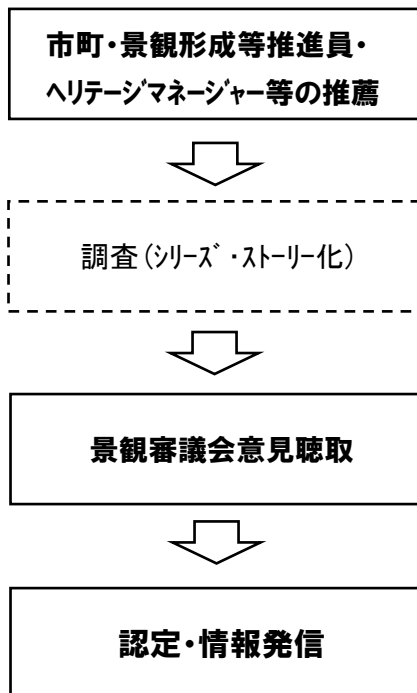 市町・景観形成等推進員・
ヘリテージマネージャー等の推薦
調査(シリーズ・ストーリー化)
景観審議会意見聴取
認定・情報発信